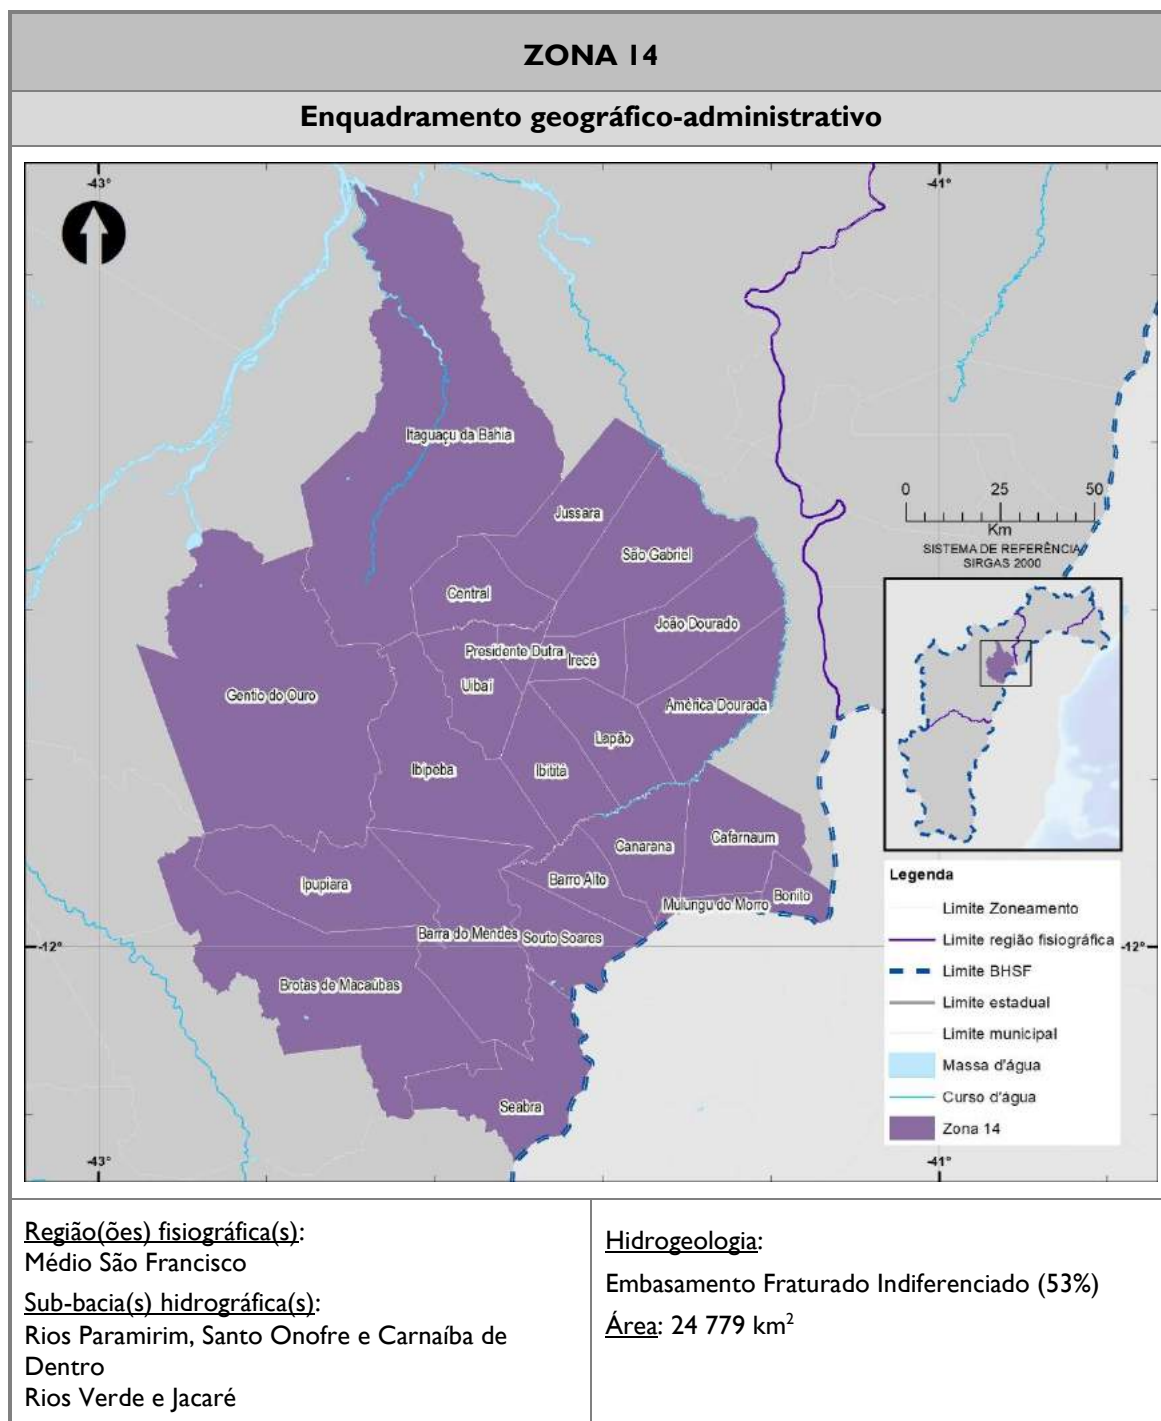 ZONA 14
Enquadramento geográfico-administrativo
-43°
-41°
Itaguaçu da Bahia
Jussara
São Gabriel
Central
João Dourado
Presidente Dutra
Irecê
Uibaí
Gentio do Ouro
América Dourada
Lapão
Ibipeba
Ibititá
Canarana
Cafarnaum
Barro Alto
Ipupiara
Bonito
Mulungu do Morro
Barra do Mendes
Souto Soares
-12°
-12°
Brotas de Macaúbas
Seabra
-43°
-41°
0 25 50
Km
SISTEMA DE REFERÊNCIA
SIRGAS 2000
Legenda
Limite Zoneamento
Limite região fisiográfica
Limite BHSF
Limite estadual
Limite municipal
Massa d'água
Curso d'água
Zona 14
Região(ões) fisiográfica(s):
Médio São Francisco
Sub-bacia(s) hidrográfica(s):
Rios Paramirim, Santo Onofre e Carnaíba de
Dentro
Rios Verde e Jacaré
Hidrogeologia:
Embasamento Fraturado Indiferenciado (53%)
Área: 24 779 km²